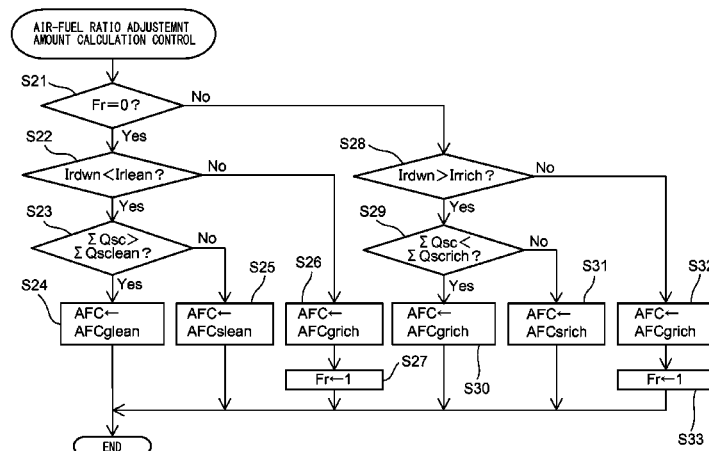 AIR-FUEL RATIO ADJUSTEMNT
AMOUNT CALCULATION CONTROL
S21
Fr=0?
No
Yes
S22
Irdwn<Irlean?
No
Yes
S23
ΣQsc>
ΣQsclean?
No
Yes
S24
AFC←
AFCglean
S25
AFC←
AFCslean
S26
AFC←
AFCgrich
S27
Fr←1
S28
Irdwn>Irrich?
No
Yes
S29
ΣQsc<
ΣQscrich?
No
Yes
AFC←
AFCgrich
S30
S31
AFC←
AFCsrich
S32
AFC←
AFCgrich
Fr←1
S33
END